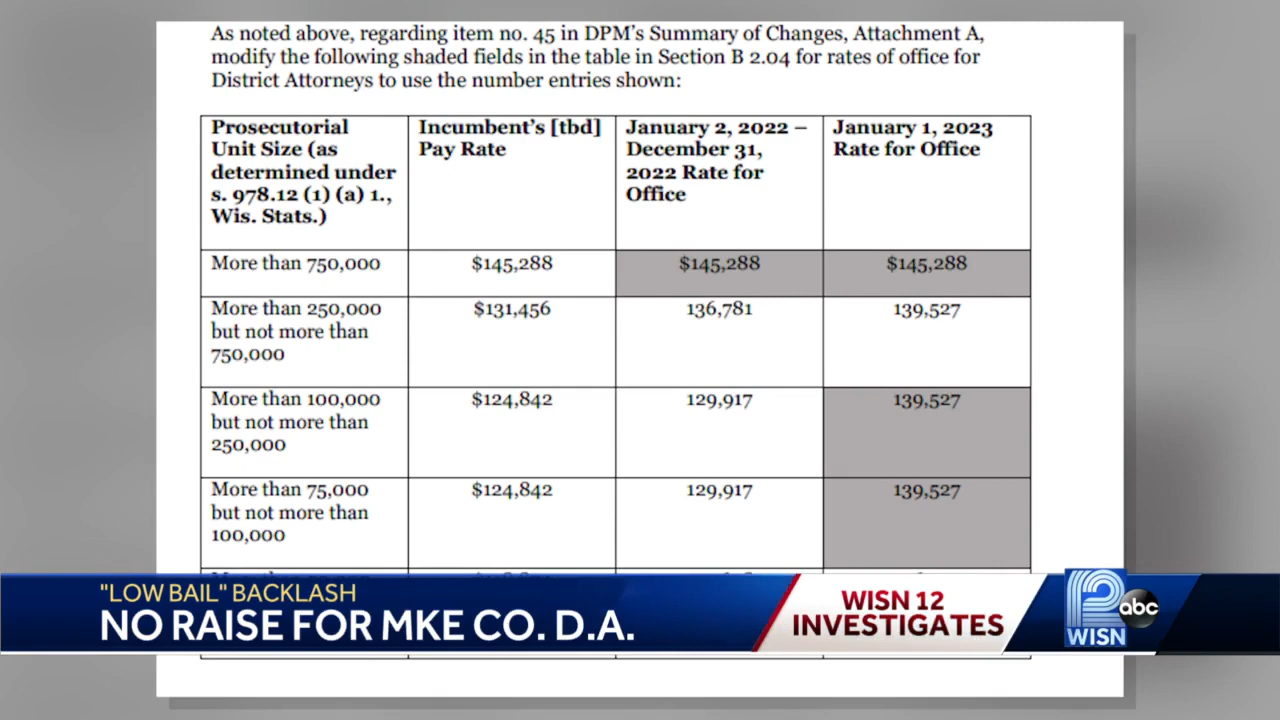 As noted above, regarding item no. 45 in DPM's Summary of Changes, Attachment A,
modify the following shaded fields in the table in Section B 2.04 for rates of office for
District Attorneys to use the number entries shown:
Prosecutorial
Unit Size (as
determined under
s. 978.12 (1) (a) 1.,
Wis. Stats.)
Incumbent's [tbd]
Pay Rate
January 2, 2022 –
December 31,
2022 Rate for
Office
January 1, 2023
Rate for Office
More than 750,000
$145,288
$145,288
$145,288
More than 250,000
but not more than
750,000
$131,456
136,781
139,527
More than 100,000
but not more than
250,000
$124,842
129,917
139,527
More than 75,000
but not more than
100,000
$124,842
129,917
139,527
"LOW BAIL" BACKLASH
NO RAISE FOR MKE CO. D.A.
WISN 12
INVESTIGATES
12
abc
WISN